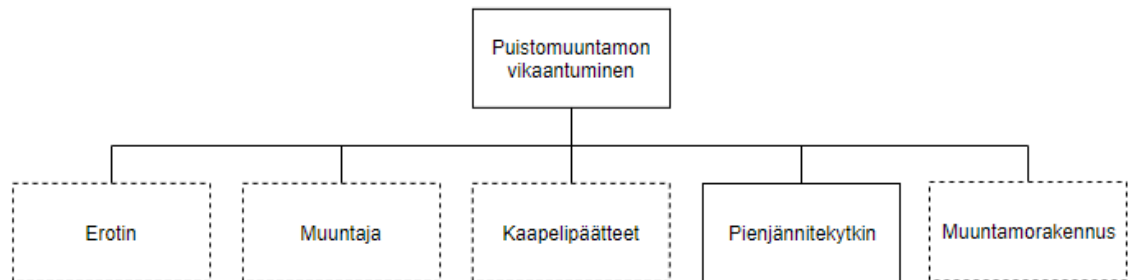 Puistomuuntamon
vikaantuminen
Erotin
Muuntaja
Kaapelipäätteet
Pienjännitekytkin
Muuntamorakennus